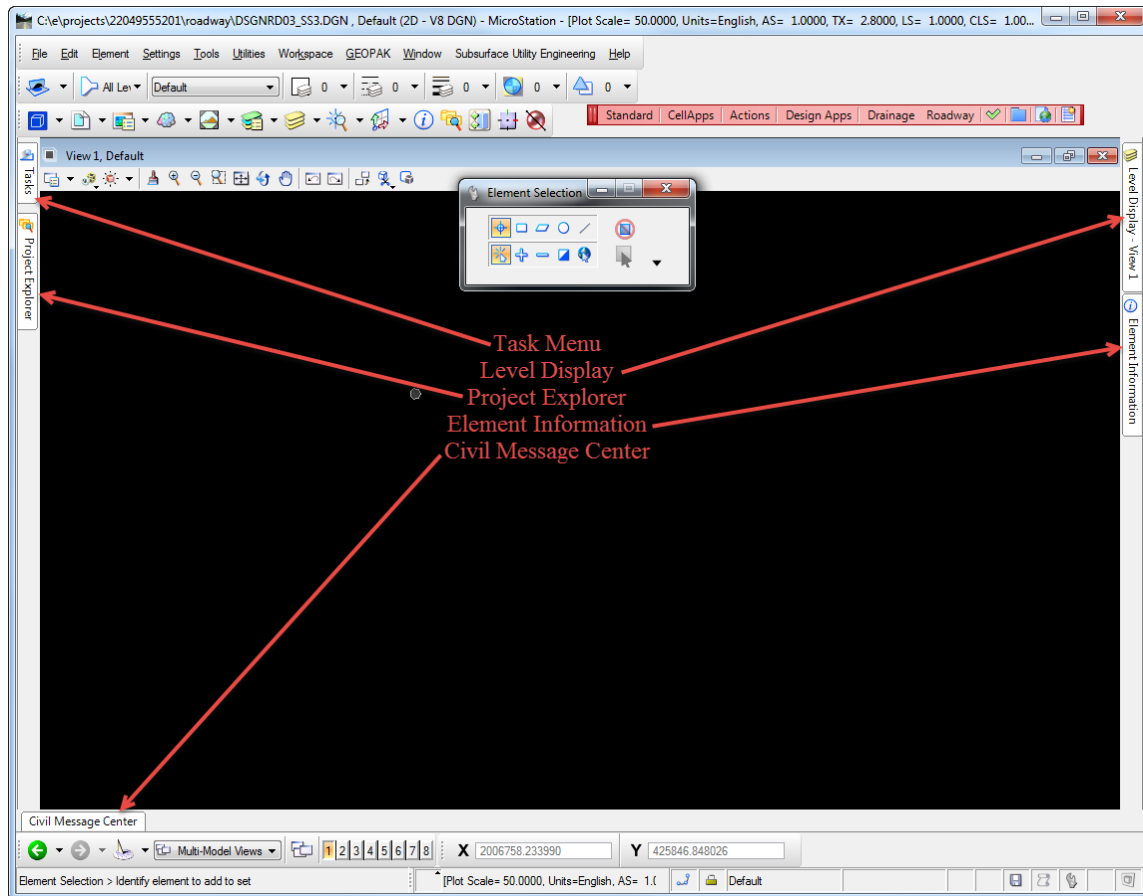 C:\e\projects\22049555201\roadway\DSGNRD03_SS3.DGN , Default (2D - V8 DGN) - MicroStation - [Plot Scale= 50.0000, Units=English, AS= 1.0000, TX= 2.8000, LS= 1.0000, CLS= 1.00...
File Edit Element Settings Tools Utilities Workspace GEOPAK Window Subsurface Utility Engineering Help
All Lev Default 0 0 0 0 0
Standard CellApps Actions Design Apps Drainage Roadway
View 1, Default
Tasks
Project Explorer
Element Selection
Level Display - View 1
Element Information
Task Menu
Level Display
Project Explorer
Element Information
Civil Message Center
Civil Message Center
Multi-Model Views 1 2 3 4 5 6 7 8 X 2006758.233990 Y 425846.848026
Element Selection > Identify element to add to set [Plot Scale= 50.0000, Units=English, AS= 1.( Default